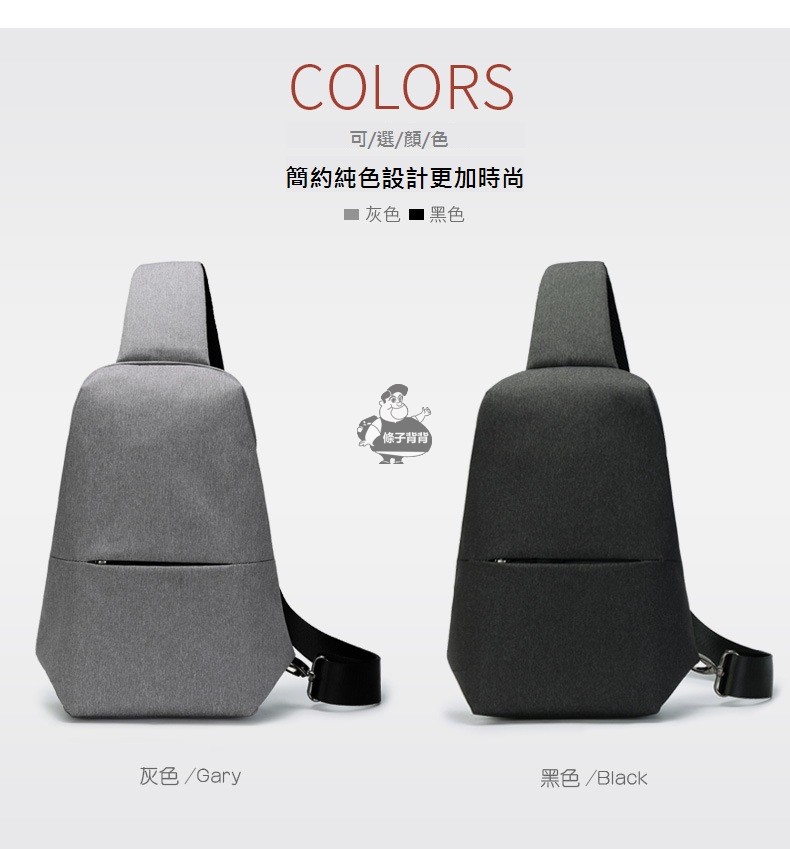 COLORS
可/選/顏/色
簡約純色設計更加時尚
灰色 黑色
條子背背
灰色 /Gary
黑色 /Black